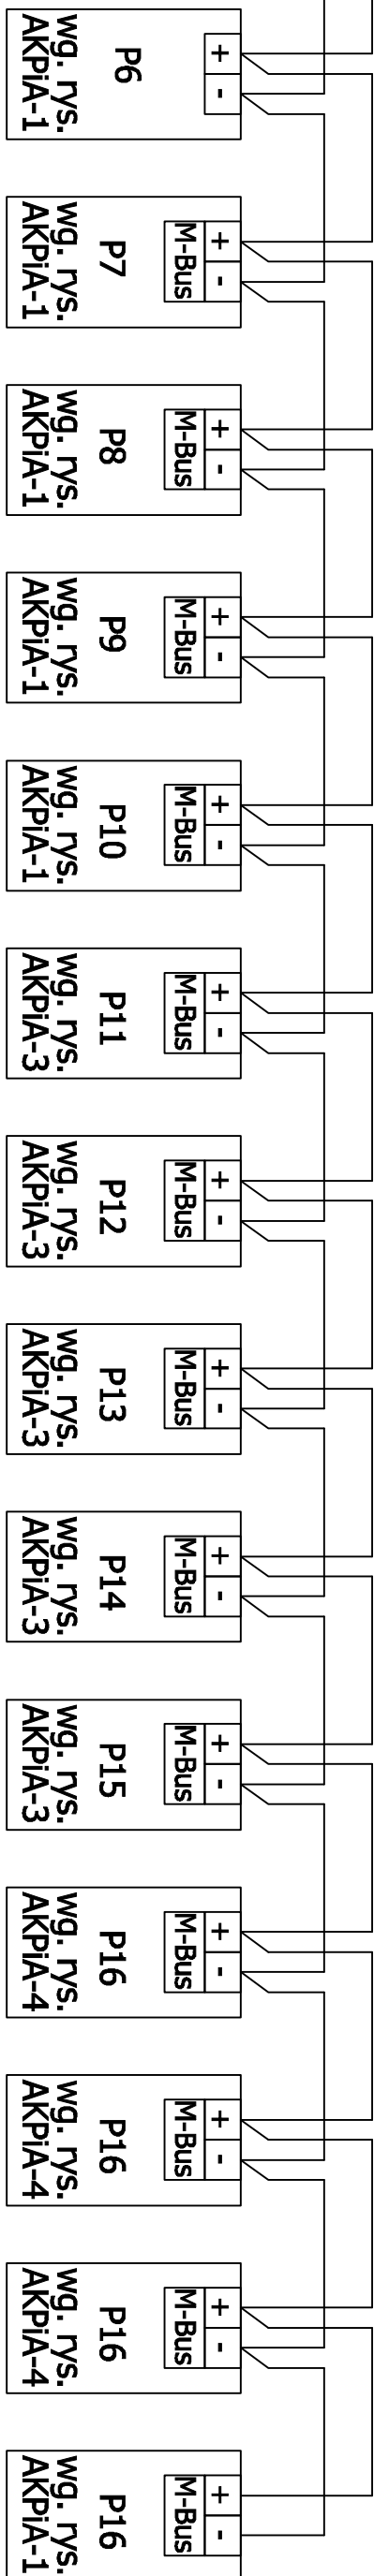 + -
P6
wg. rys.
AKPiA-1
+ -
M-Bus
P7
wg. rys.
AKPiA-1
+ -
M-Bus
P8
wg. rys.
AKPiA-1
+ -
M-Bus
P9
wg. rys.
AKPiA-1
+ -
M-Bus
P10
wg. rys.
AKPiA-1
+ -
M-Bus
P11
wg. rys.
AKPiA-3
+ -
M-Bus
P12
wg. rys.
AKPiA-3
+ -
M-Bus
P13
wg. rys.
AKPiA-3
+ -
M-Bus
P14
wg. rys.
AKPiA-3
+ -
M-Bus
P15
wg. rys.
AKPiA-3
+ -
M-Bus
P16
wg. rys.
AKPiA-4
+ -
M-Bus
P16
wg. rys.
AKPiA-4
+ -
M-Bus
P16
wg. rys.
AKPiA-4
+ -
M-Bus
P16
wg. rys.
AKPiA-1